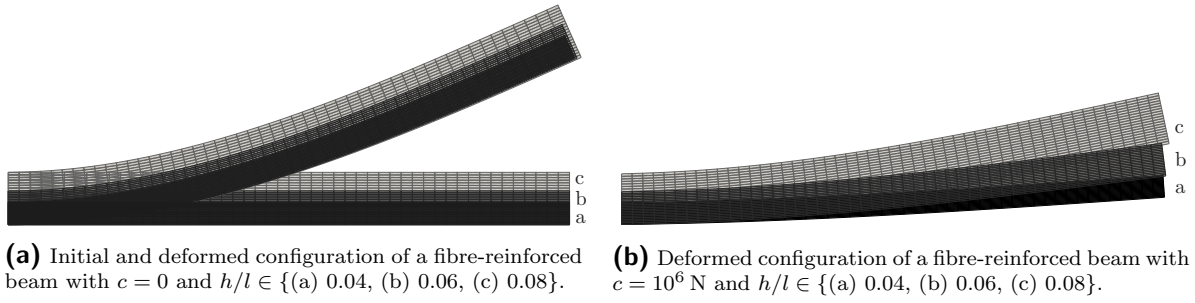 c
b
a
c
b
a
(a) Initial and deformed configuration of a fibre-reinforced
beam with c = 0 and h/l ∈ {(a) 0.04, (b) 0.06, (c) 0.08}.
(b) Deformed configuration of a fibre-reinforced beam with
c = 10⁶ N and h/l ∈ {(a) 0.04, (b) 0.06, (c) 0.08}.